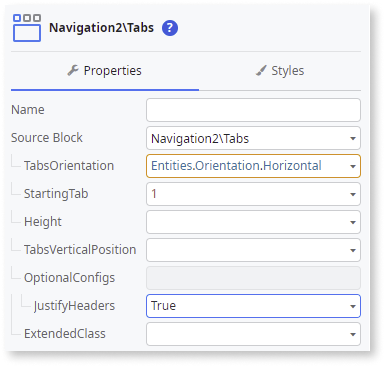 Navigation2\Tabs ?
Properties Styles
Name
Source Block Navigation2\Tabs
TabsOrientation Entities.Orientation.Horizontal
StartingTab 1
Height
TabsVerticalPosition
OptionalConfigs
JustifyHeaders True
ExtendedClass